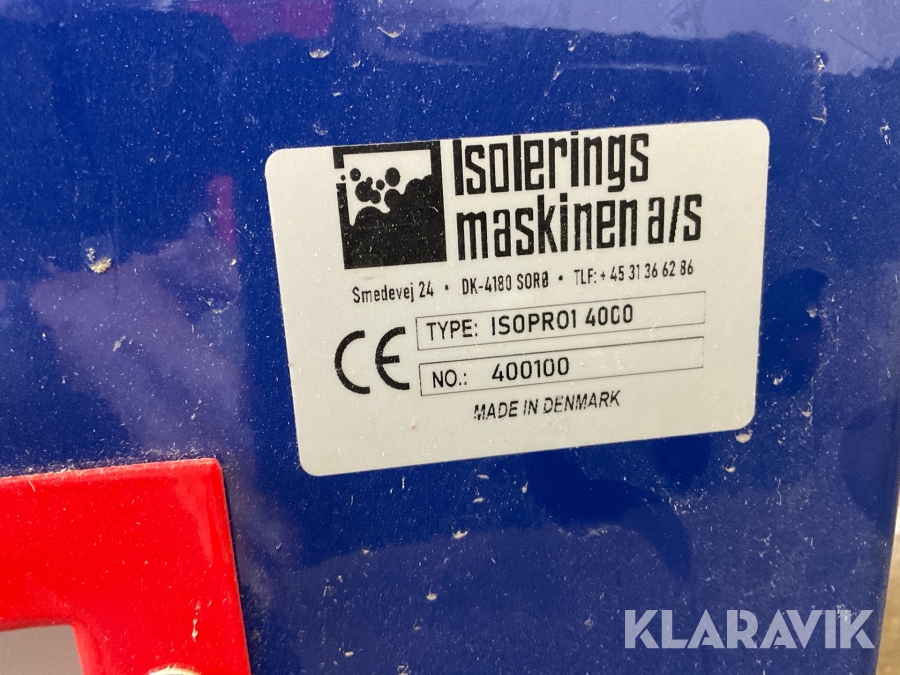 Isolerings
maskinen a/s
Smedevej 24 • DK-4180 SORØ • TLF: + 45 31 36 62 86
CE TYPE: ISOPRO1 4000
NO.: 400100
MADE IN DENMARK
KLARAVIK